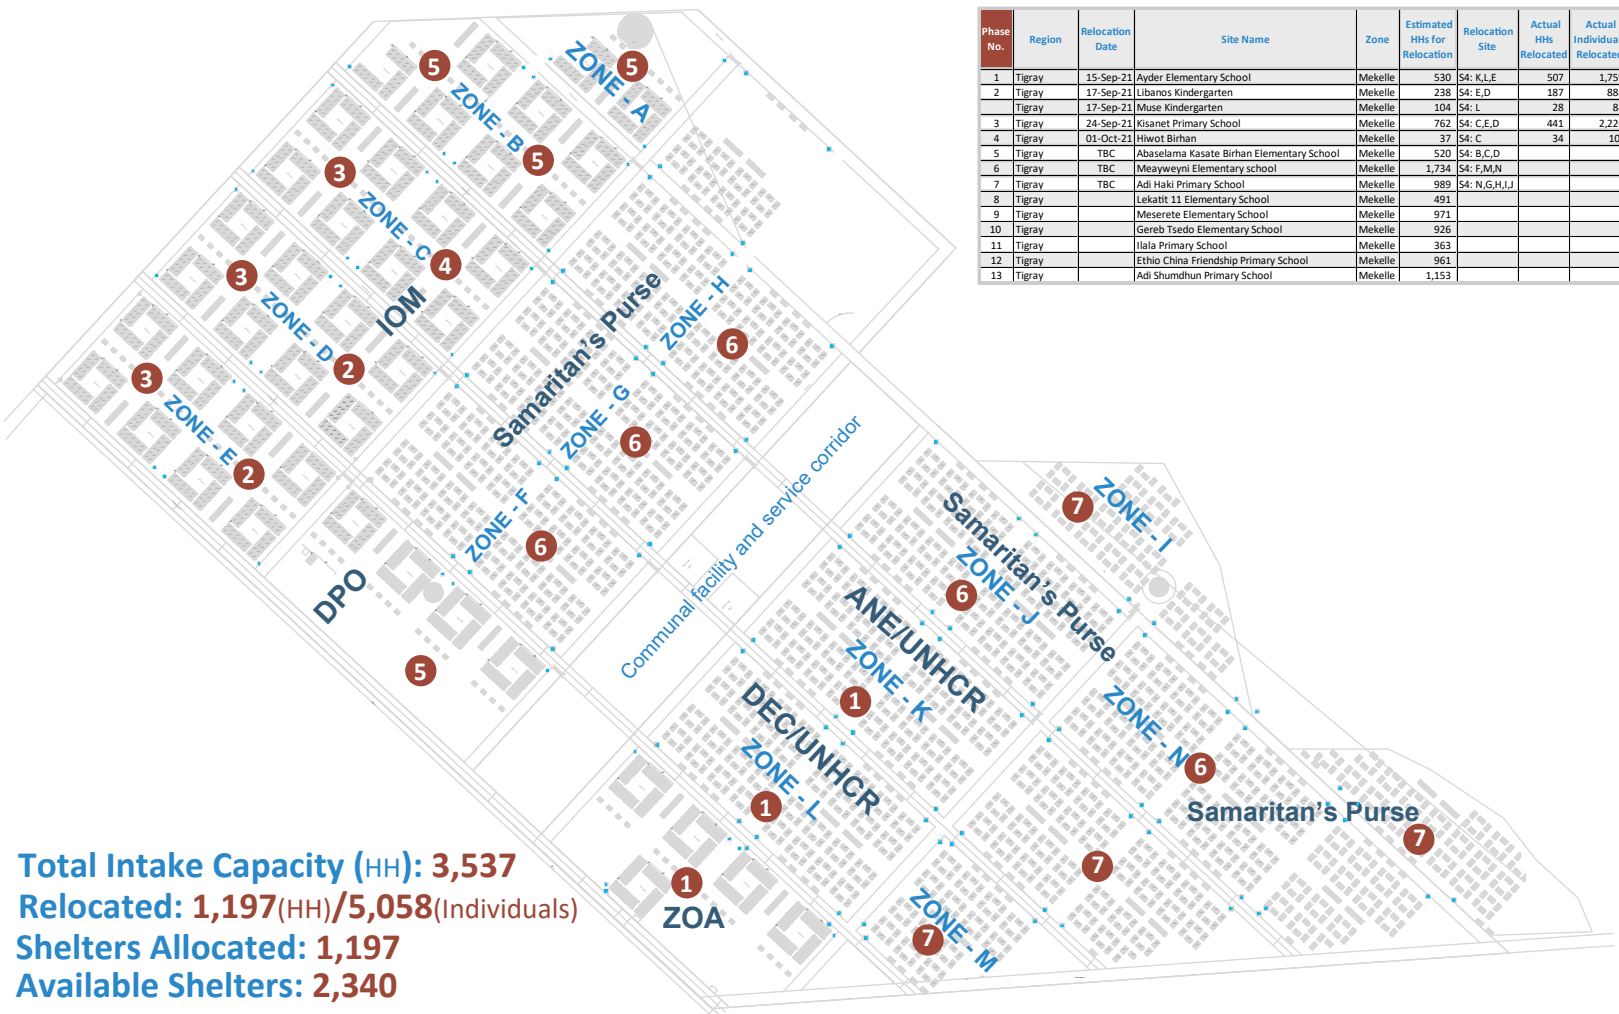 Phase No. Region Relocation Date Site Name Zone Estimated HHs for Relocation Relocation Site Actual HHs Relocated Actual
1 Tigray 15-Sep-21 Ayder Elementary School Mekelle 530 S4: K,L,E 507
2 Tigray 17-Sep-21 Libanos Kindergarten Mekelle 238 S4: E,D 187
Tigray 17-Sep-21 Muse Kindergarten Mekelle 104 S4: L 28
3 Tigray 24-Sep-21 Kisanet Primary School Mekelle 762 S4: C,E,D 441
4 Tigray 01-Oct-21 Hiwot Birhan Mekelle 37 S4: C 34
5 Tigray TBC Abaselama Kasate Birhan Elementary School Mekelle 520 S4: B,C,D
6 Tigray TBC Meayweyni Elementary school Mekelle 1,734 S4: F,M,N
7 Tigray TBC Adi Haki Primary School Mekelle 989 S4: N,G,H,I,J
8 Tigray Lekatit 11 Elementary School Mekelle 491
9 Tigray Meserete Elementary School Mekelle 971
10 Tigray Gereb Tsedo Elementary School Mekelle 926
11 Tigray Ilala Primary School Mekelle 363
12 Tigray Ethio China Friendship Primary School Mekelle 961
13 Tigray Adi Shumdhun Primary School Mekelle 1,153
5
ZONE - A
5
ZONE - B
5
3
ZONE - C
4
3
ZONE - D
2
IOM
3
ZONE - E
2
Samaritan's Purse
ZONE - H
6
ZONE - G
6
ZONE - F
6
DPO
5
Communal facility and service corridor
7
ZONE - I
Samaritan's Purse
ZONE - J
6
ANE/UNHCR
ZONE - K
1
DEC/UNHCR
ZONE - L
1
ZONE - N
6
Samaritan's Purse
7
7
ZONE - M
7
1
ZOA
Total Intake Capacity (HH): 3,537
Relocated: 1,197(HH)/5,058(Individuals)
Shelters Allocated: 1,197
Available Shelters: 2,340